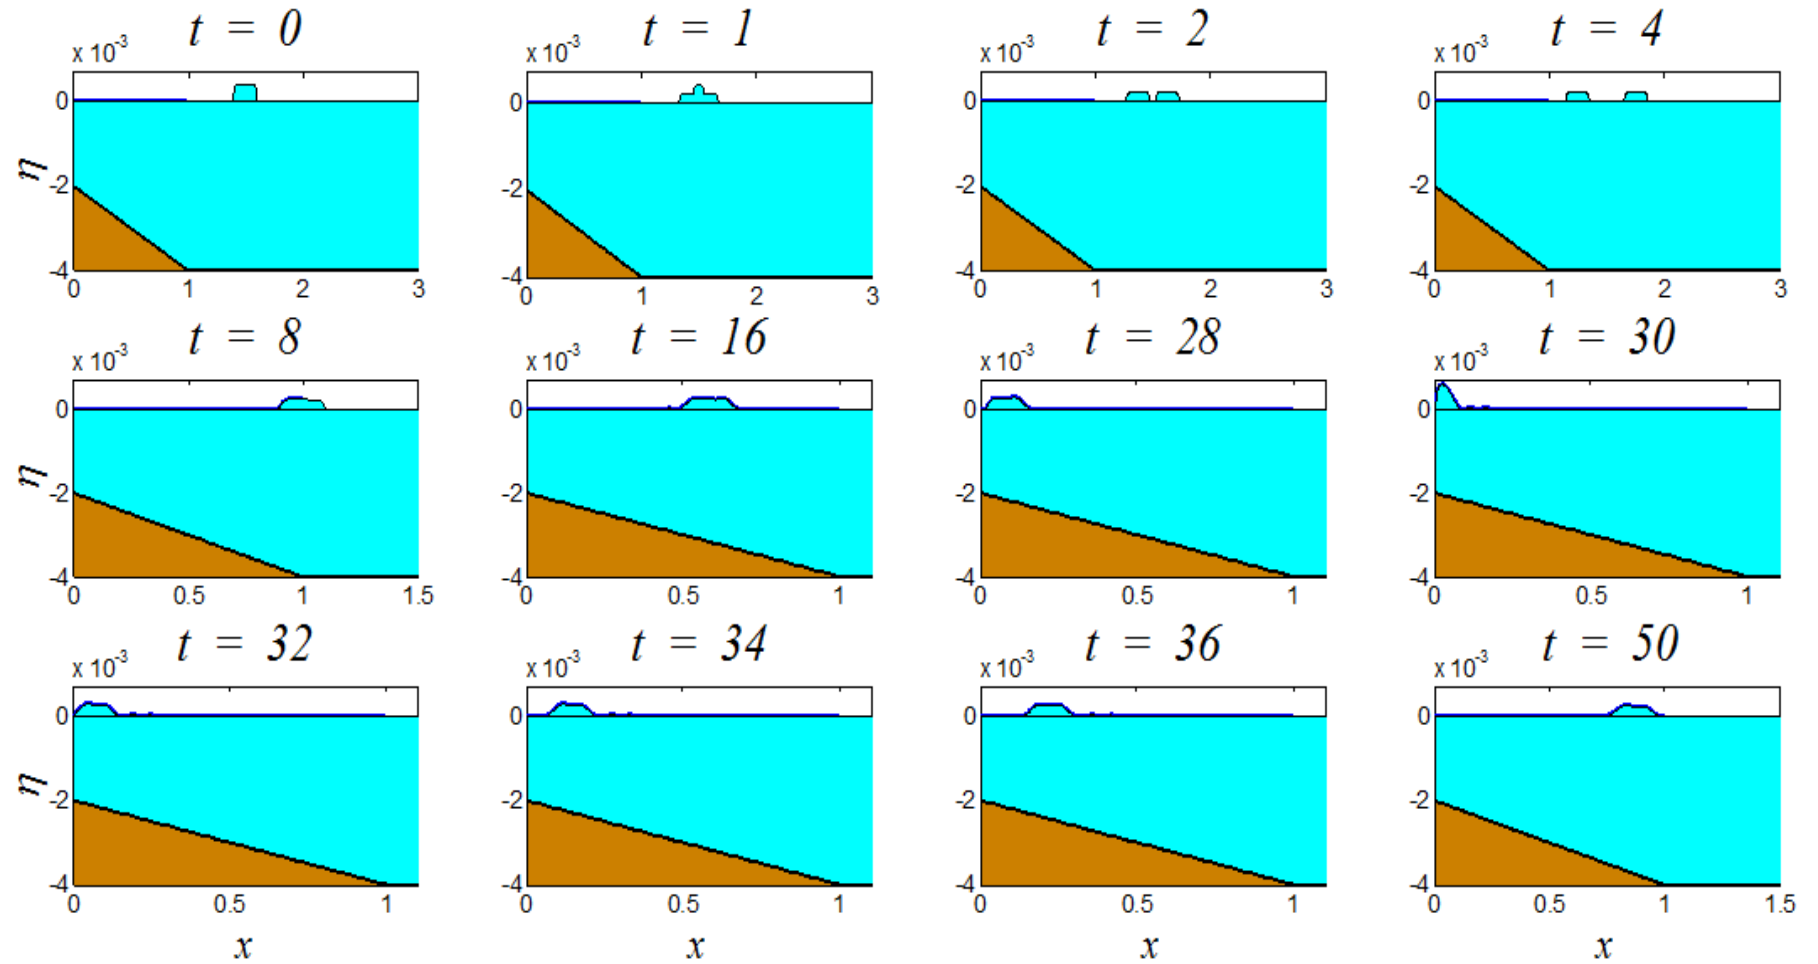 t = 0 t = 1 t = 2 t = 4
x 10⁻³ x 10⁻³ x 10⁻³ x 10⁻³
0 0 0 0
η
-2 -2 -2 -2
-4 -4 -4 -4
0 1 2 3 0 1 2 3 0 1 2 3 0 1 2 3
t = 8 t = 16 t = 28 t = 30
x 10⁻³ x 10⁻³ x 10⁻³ x 10⁻³
0 0 0 0
η
-2 -2 -2 -2
-4 -4 -4 -4
0 0.5 1 1.5 0 0.5 1 0 0.5 1 0 0.5 1
t = 32 t = 34 t = 36 t = 50
x 10⁻³ x 10⁻³ x 10⁻³ x 10⁻³
0 0 0 0
η
-2 -2 -2 -2
-4 -4 -4 -4
0 0.5 1 0 0.5 1 0 0.5 1 0 0.5 1 1.5
x x x x